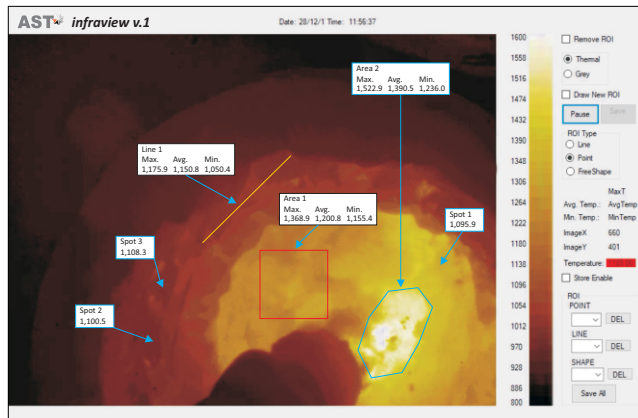 AST infraview v.1
Date: 28/12/1 Time: 11:56:37
Area 2
Max. Avg. Min.
1,522.9 1,390.5 1,236.0
Line 1
Max. Avg. Min.
1,175.9 1,150.8 1,050.4
Area 1
Max. Avg. Min.
1,368.9 1,200.8 1,155.4
Spot 1
1,095.9
Spot 3
1,108.3
Spot 2
1,100.5
1600
1558
1516
1474
1432
1390
1348
1306
1264
1222
1180
1138
1096
1054
1012
970
928
886
800
Remove ROI
Thermal
Grey
Draw New ROI
Pause Save
ROI Type
Line
Point
FreeShape
MaxT
Avg. Temp.: AvgTemp
Min. Temp.: MinTemp
ImageX 660
ImageY 401
Temperature:
Store Enable
ROI
POINT
DEL
LINE
DEL
SHAPE
DEL
Save All